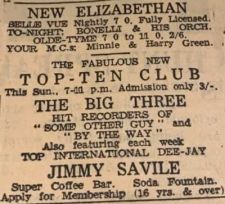 NEW ELIZABETHAN
BELLE VUE Nightly 7 0, Fully Licensed.
TO-NIGHT: BONELLI & HIS ORCH.
OLDE-TYME 7 0 to 11 0, 2/6.
YOUR M.C.s: Minnie & Harry Green.
THE FABULOUS NEW
TOP-TEN CLUB
This Sun., 7-11 p.m. Admission only 3/-.
THE BIG THREE
HIT RECORDERS OF
"SOME OTHER GUY" and
"BY THE WAY"
Also featuring each week
TOP INTERNATIONAL DEE-JAY
JIMMY SAVILE
Super Coffee Bar. Soda Fountain.
Apply for Membership (16 yrs. & over)